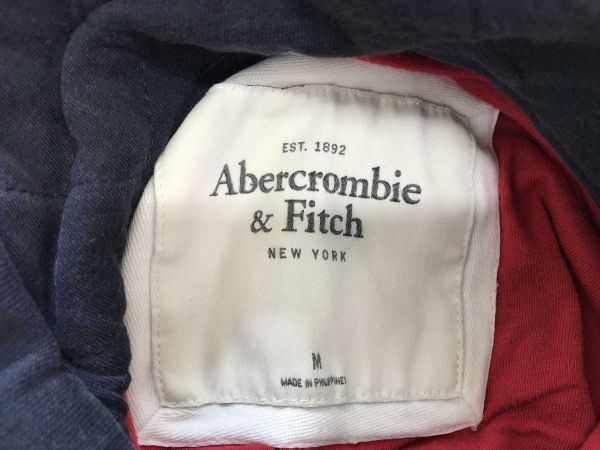 EST. 1892
Abercrombie
& Fitch
NEW YORK
M
MADE IN PHILIPPINES